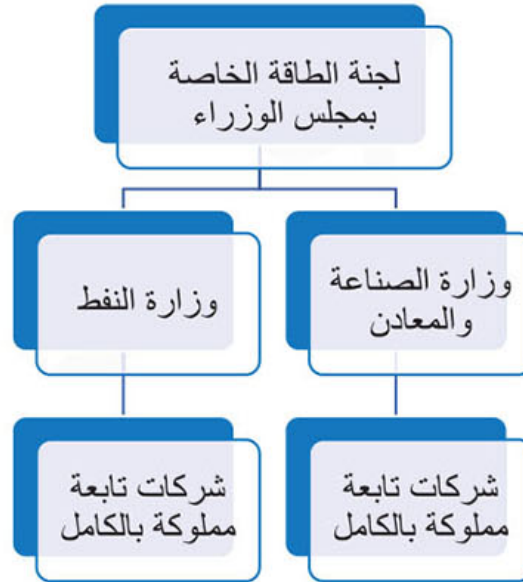 لجنة الطاقة الخاصة
بمجلس الوزراء
وزارة الصناعة
والمعادن
وزارة النفط
شركات تابعة
مملوكة بالكامل
شركات تابعة
مملوكة بالكامل